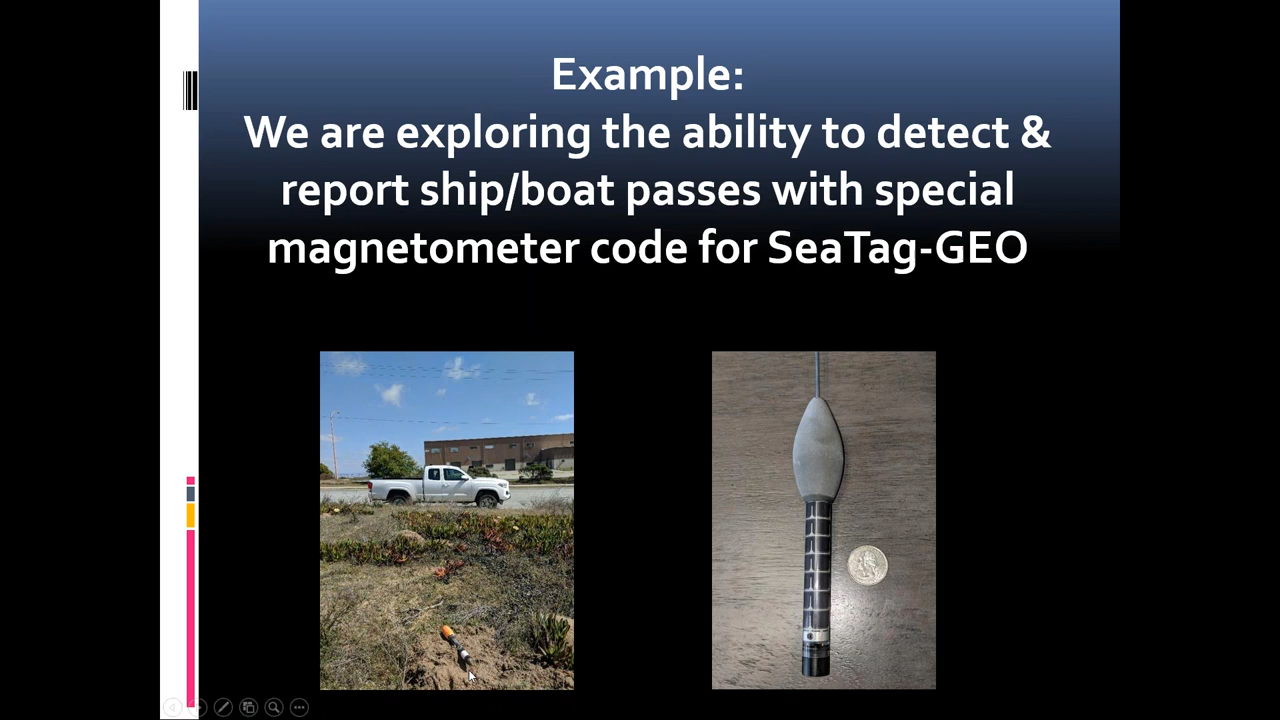 Example:
We are exploring the ability to detect &
report ship/boat passes with special
magnetometer code for SeaTag-GEO